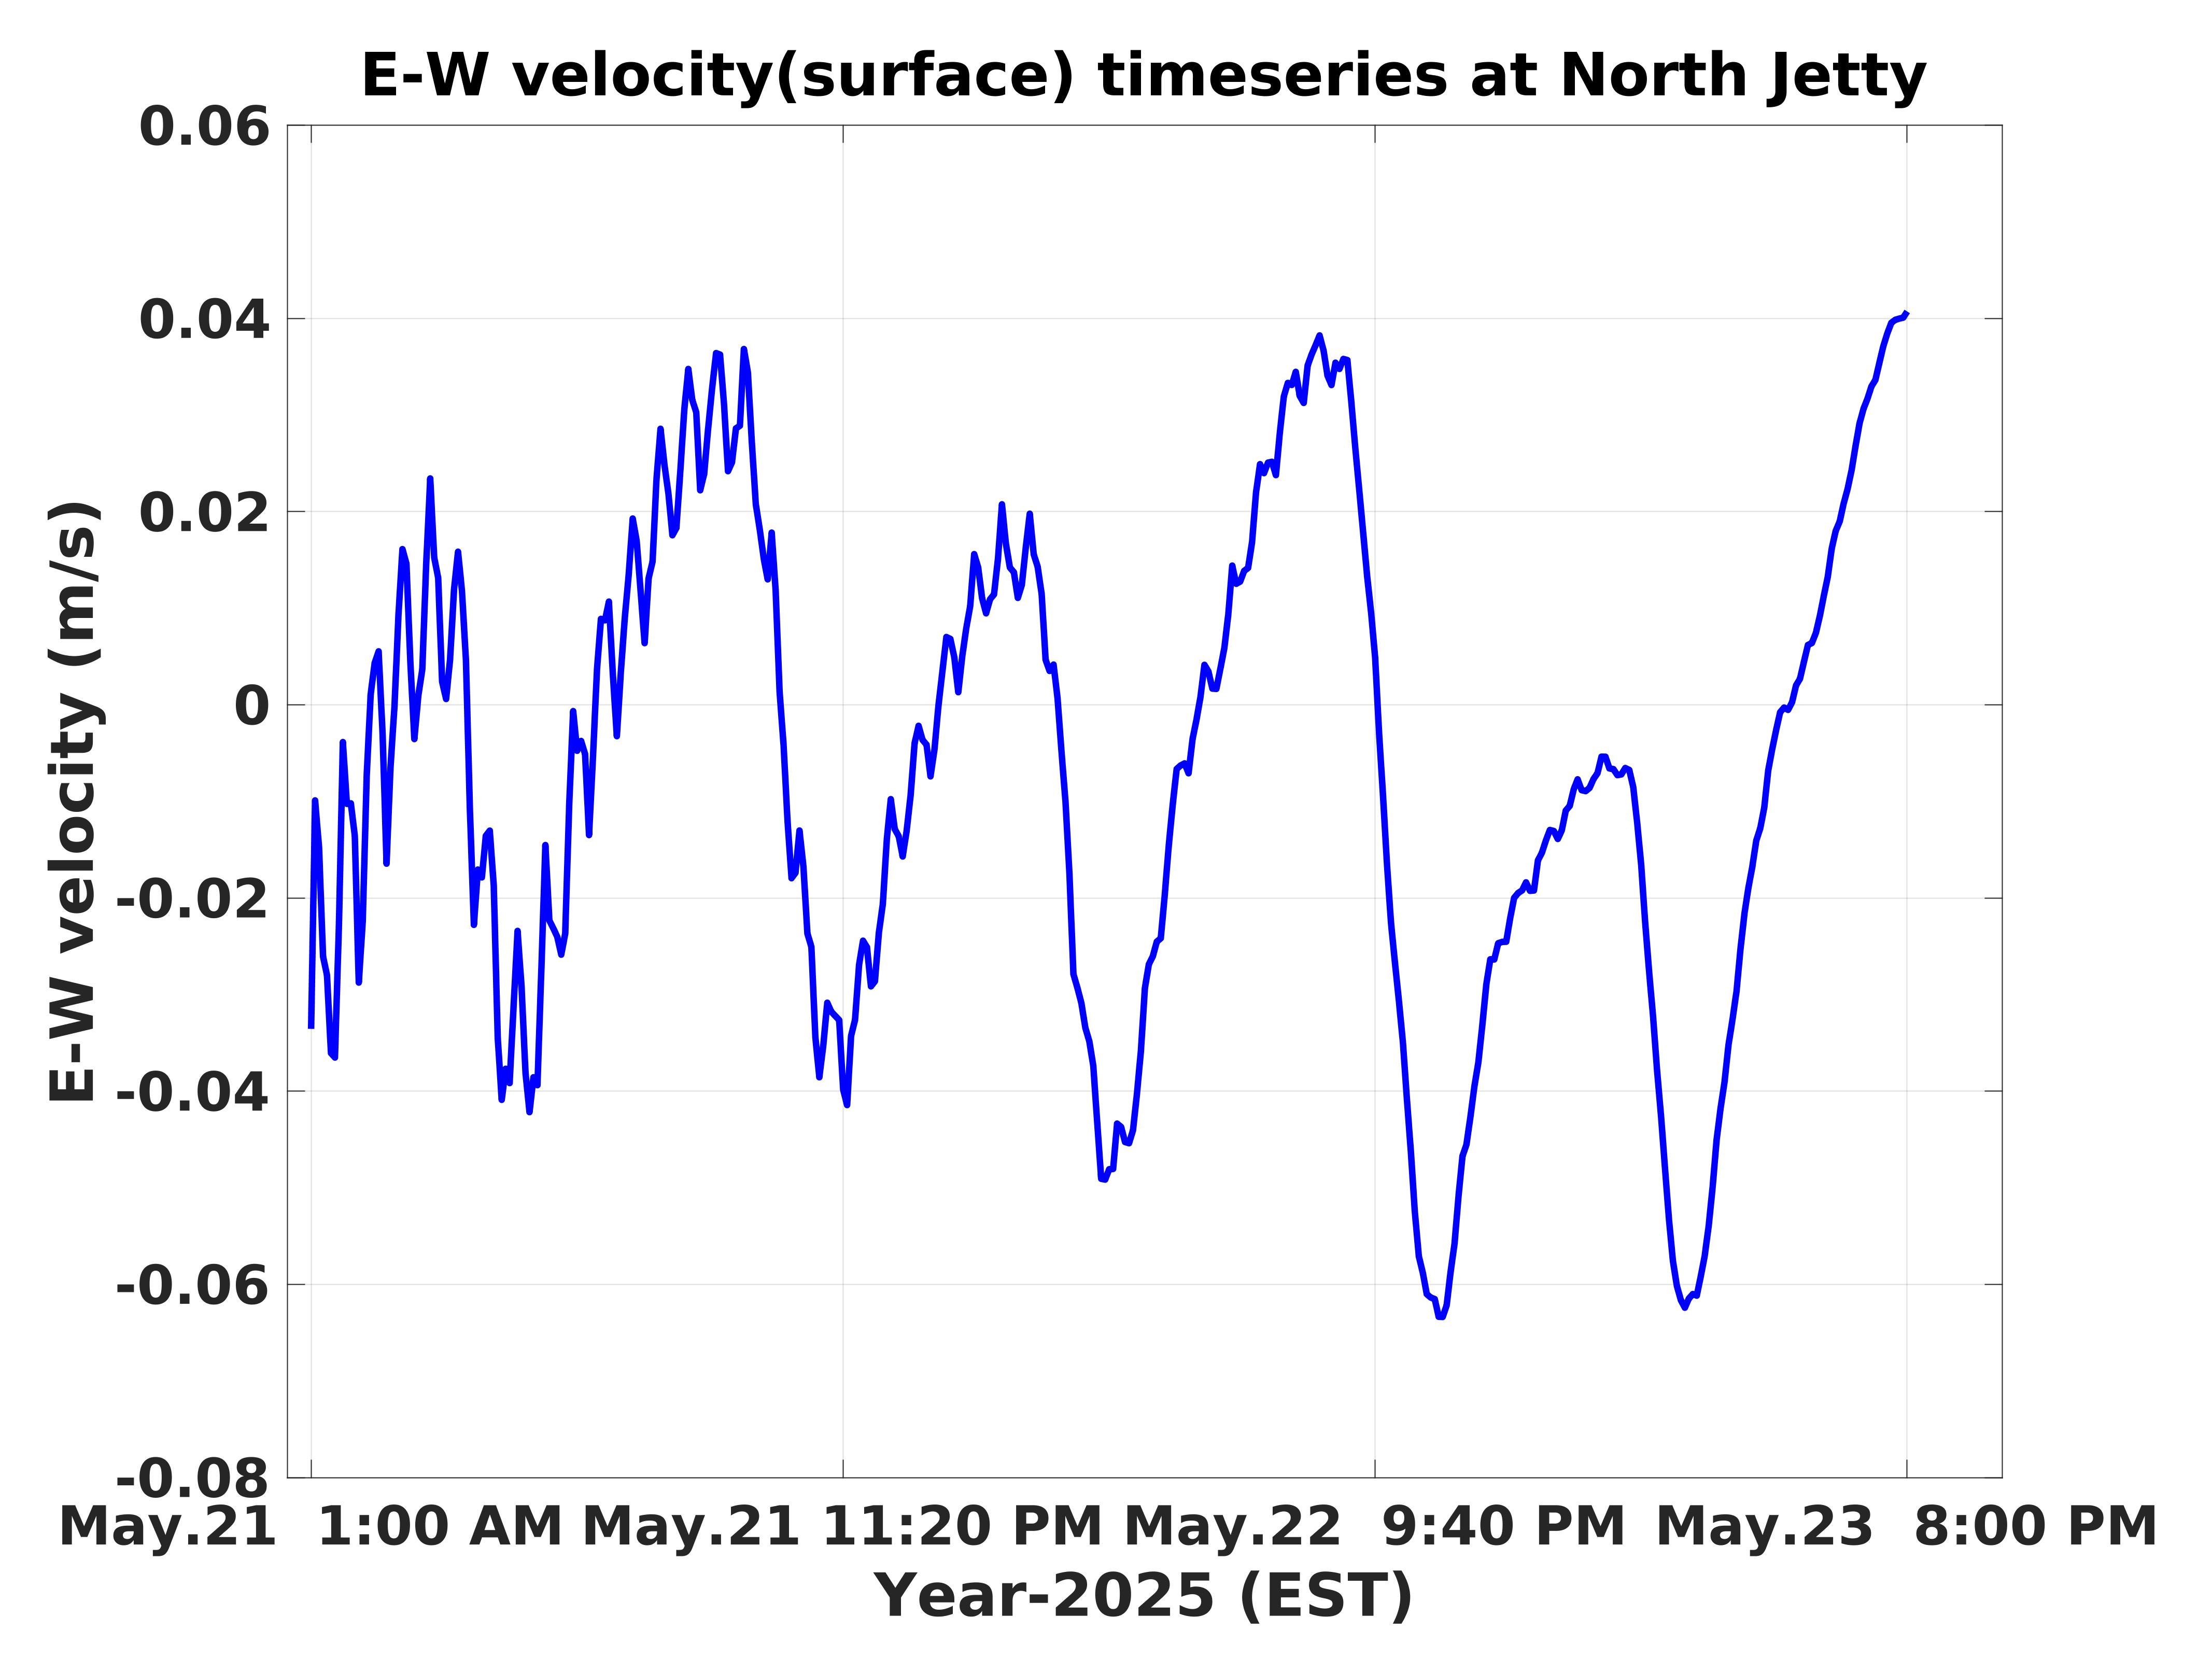 E-W velocity(surface) timeseries at North Jetty
E-W velocity (m/s)
0.06
0.04
0.02
0
-0.02
-0.04
-0.06
-0.08
May.21 1:00 AM May.21 11:20 PM May.22 9:40 PM May.23 8:00 PM
Year-2025 (EST)